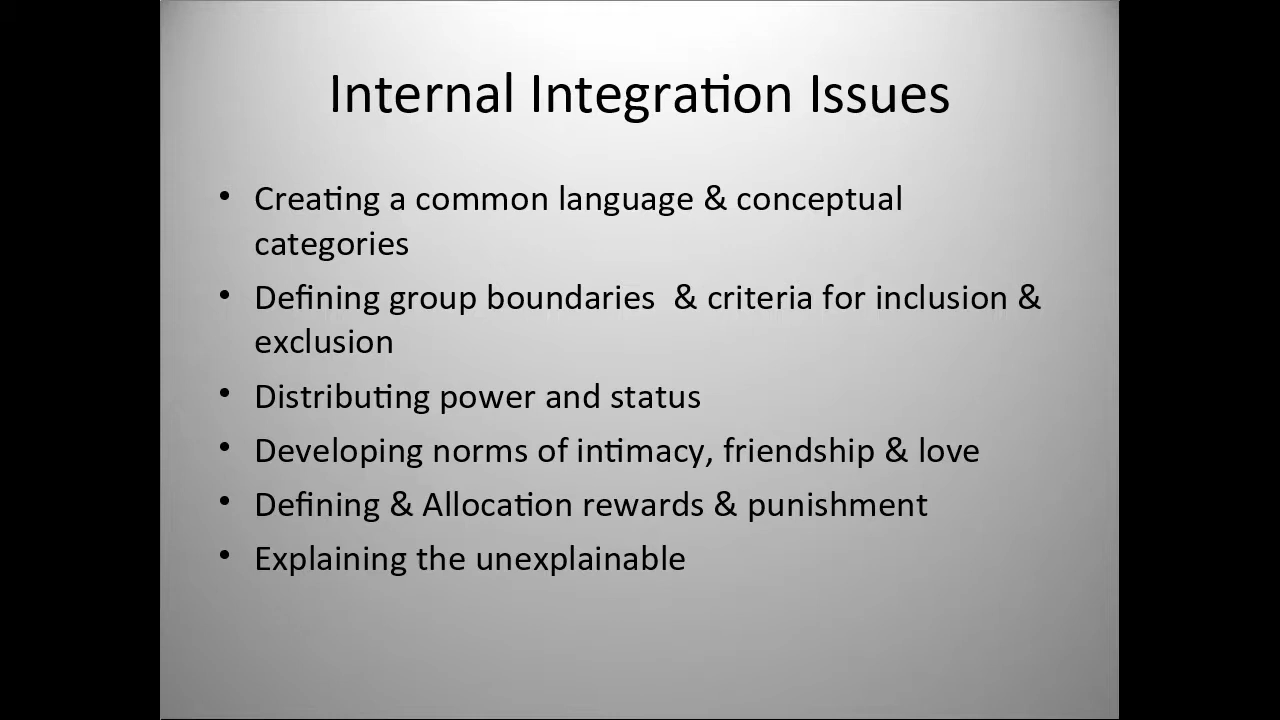 Internal Integration Issues
• Creating a common language & conceptual
categories
• Defining group boundaries  & criteria for inclusion &
exclusion
• Distributing power and status
• Developing norms of intimacy, friendship & love
• Defining & Allocation rewards & punishment
• Explaining the unexplainable